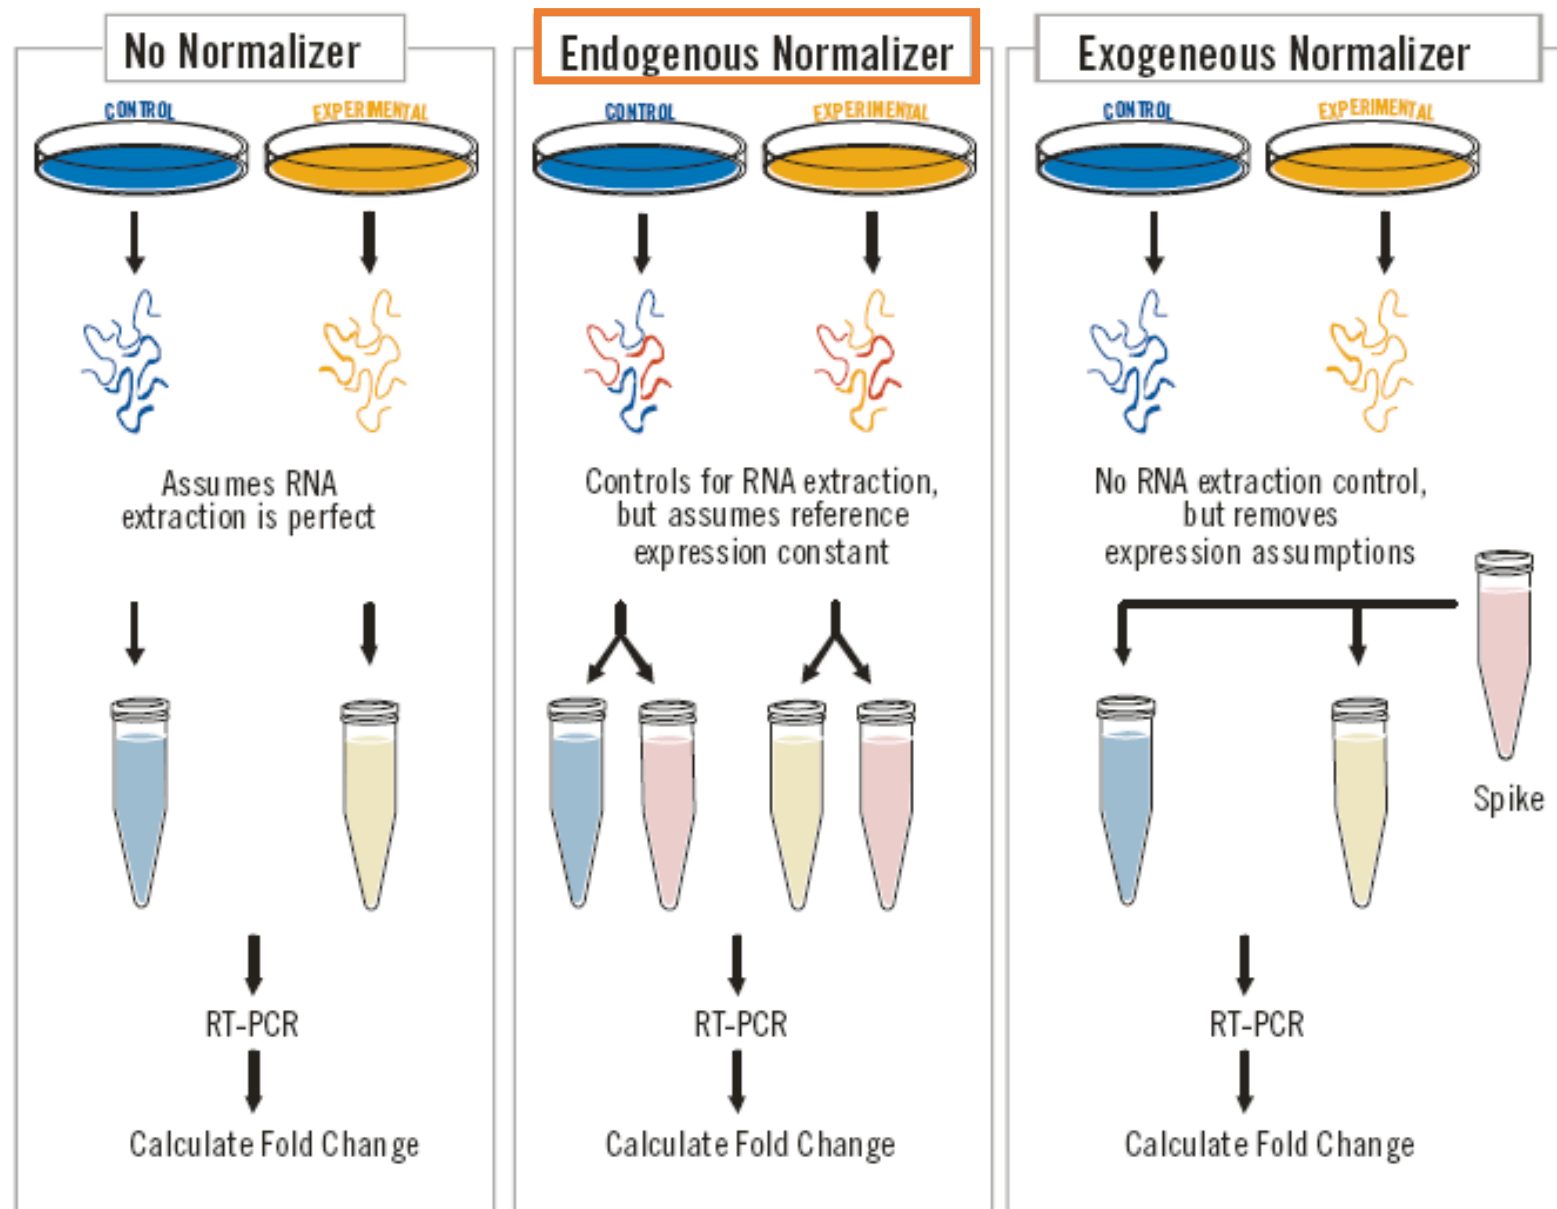 No Normalizer
CONTROL
EXPERIMENTAL
Assumes RNA
extraction is perfect
RT-PCR
Calculate Fold Change
Endogenous Normalizer
CONTROL
EXPERIMENTAL
Controls for RNA extraction,
but assumes reference
expression constant
RT-PCR
Calculate Fold Change
Exogeneous Normalizer
CONTROL
EXPERIMENTAL
No RNA extraction control,
but removes
expression assumptions
Spike
RT-PCR
Calculate Fold Change